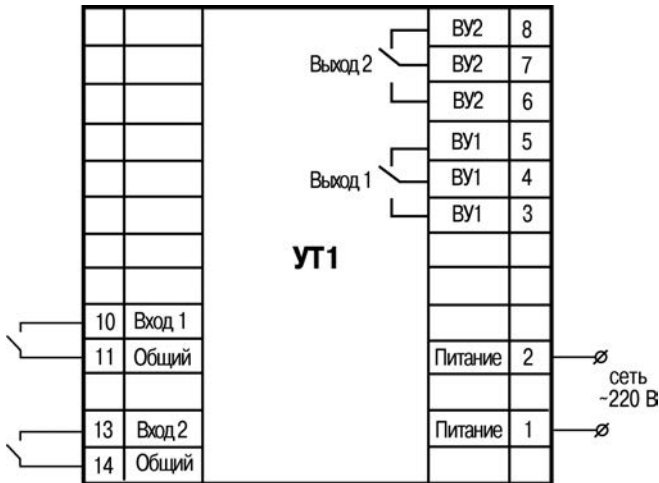 ВУ2 8
Выход 2 ВУ2 7
ВУ2 6
ВУ1 5
Выход 1 ВУ1 4
ВУ1 3
УТ1
10 Вход 1
11 Общий Питание 2
сеть
~220 В
13 Вход 2 Питание 1
14 Общий